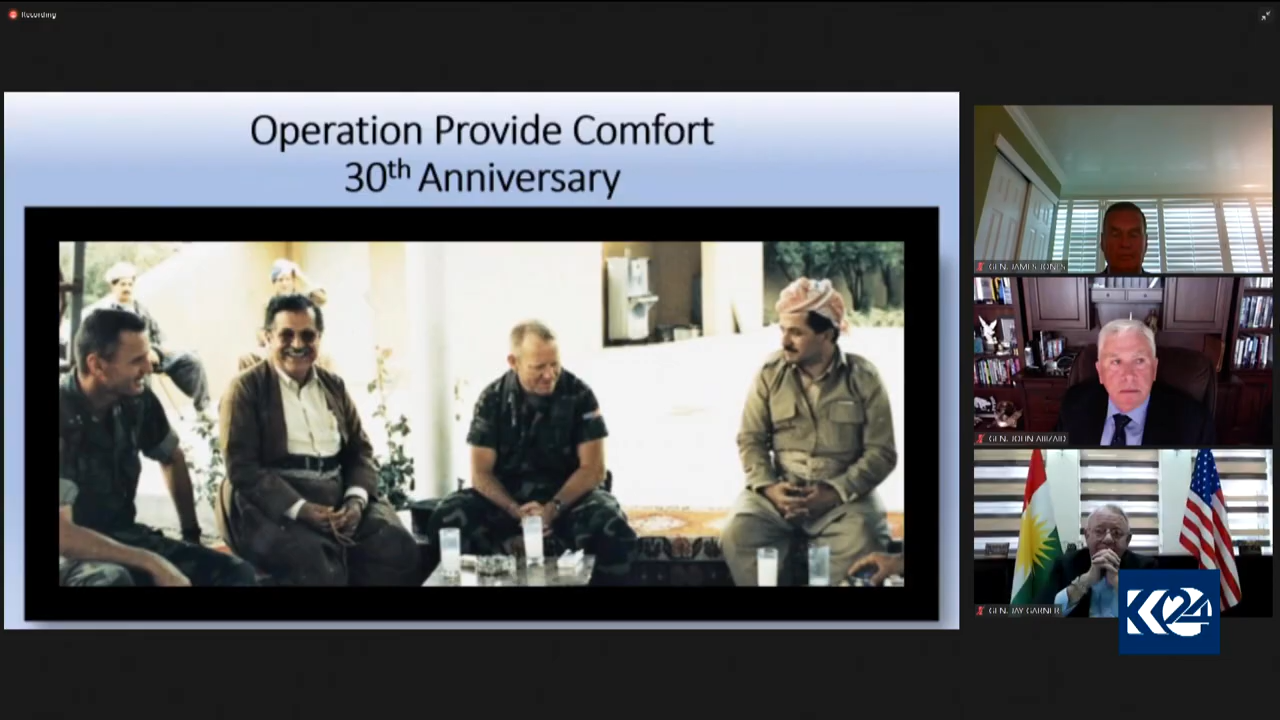 Recording
Operation Provide Comfort
30th Anniversary
GEN. JAMES JONES
GEN. JOHN ABIZAID
GEN. JAY GARNER
K24